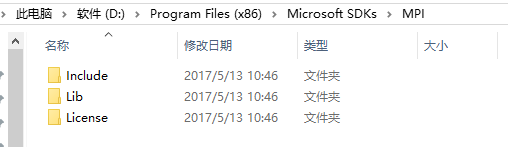 此电脑 › 软件 (D:) › Program Files (x86) › Microsoft SDKs › MPI
名称 修改日期 类型 大小
Include 2017/5/13 10:46 文件夹
Lib 2017/5/13 10:46 文件夹
License 2017/5/13 10:46 文件夹